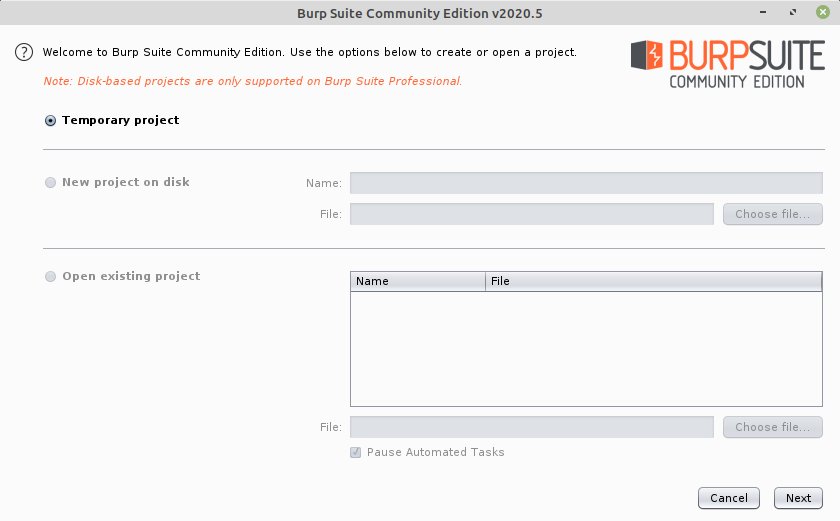 Burp Suite Community Edition v2020.5
Welcome to Burp Suite Community Edition. Use the options below to create or open a project.
Note: Disk-based projects are only supported on Burp Suite Professional.
BURPSUITE
COMMUNITY EDITION
Temporary project
New project on disk
Name:
File:
Choose file...
Open existing project
Name
File
File:
Choose file...
Pause Automated Tasks
Cancel
Next